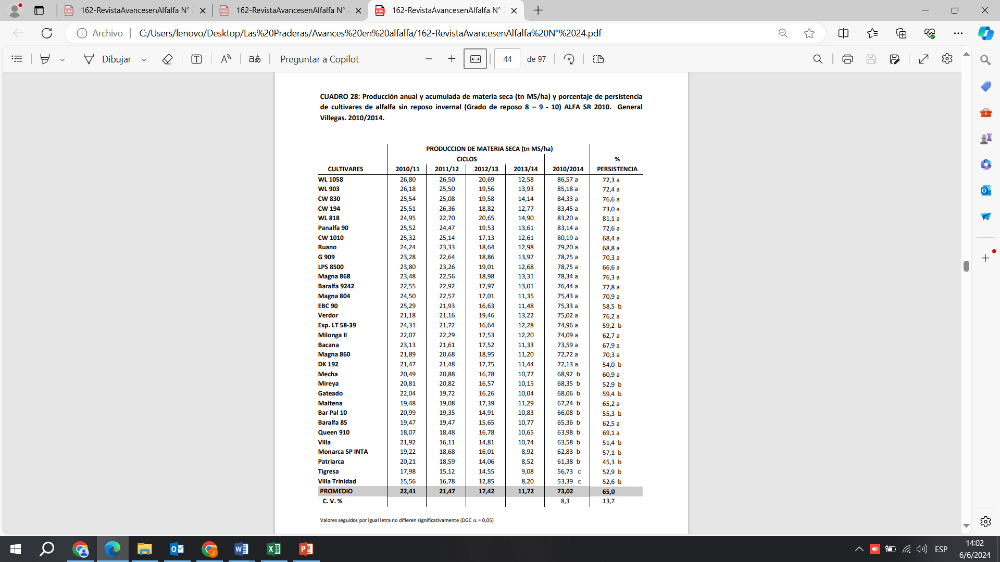 162-RevistaAvancesenAlfalfa N°
162-RevistaAvancesenAlfalfa N°
162-RevistaAvancesenAlfalfa N°
Archivo
C:/Users/lenovo/Desktop/Las%20Praderas/Avances%20en%20alfalfa/162-RevistaAvancesenAlfalfa%20N°%2024.pdf
Dibujar
Preguntar a Copilot
44 de 97
CUADRO 28: Producción anual y acumulada de materia seca (tn MS/ha) y porcentaje de persistencia
de cultivares de alfalfa sin reposo invernal (Grado de reposo 8 – 9 - 10) ALFA SR 2010. General
Villegas. 2010/2014.
PRODUCCION DE MATERIA SECA (tn MS/ha)
CICLOS %
CULTIVARES 2010/11 2011/12 2012/13 2013/14 2010/2014 PERSISTENCIA
WL 1058 26,80 26,50 20,69 12,58 86,57 a 72,3 a
WL 903 26,18 25,50 19,56 13,93 85,18 a 72,4 a
CW 830 25,54 25,08 19,58 14,14 84,33 a 76,6 a
CW 194 25,51 26,36 18,82 12,77 83,45 a 73,0 a
WL 818 24,95 22,70 20,65 14,90 83,20 a 81,1 a
Panalfa 90 25,52 24,47 19,53 13,61 83,14 a 72,6 a
CW 1010 25,32 25,14 17,13 12,61 80,19 a 68,4 a
Ruano 24,24 23,33 18,64 12,98 79,20 a 68,8 a
G 909 23,28 22,64 18,86 13,97 78,75 a 70,3 a
LPS 8500 23,80 23,26 19,01 12,68 78,75 a 66,6 a
Magna 868 23,48 22,56 18,98 13,31 78,34 a 76,3 a
Baralfa 9242 22,55 22,92 17,97 13,01 76,44 a 77,8 a
Magna 804 24,50 22,57 17,01 11,35 75,43 a 70,9 a
EBC 90 25,29 21,93 16,63 11,48 75,33 a 58,5 b
Verdor 21,18 21,16 19,46 13,22 75,02 a 76,2 a
Exp. LT 58-39 24,31 21,72 16,64 12,28 74,96 a 59,2 b
Milonga II 22,07 22,29 17,53 12,20 74,09 a 62,7 a
Bacana 23,13 21,61 17,52 11,33 73,59 a 67,9 a
Magna 860 21,89 20,68 18,95 11,20 72,72 a 70,3 a
DK 192 21,47 21,48 17,75 11,44 72,13 a 54,0 b
Mecha 20,49 20,88 16,78 10,77 68,92 b 60,9 a
Mireya 20,81 20,82 16,57 10,15 68,35 b 52,9 b
Gateado 22,04 19,72 16,26 10,04 68,06 b 59,4 b
Maitena 19,48 19,08 17,39 11,29 67,24 b 65,2 a
Bar Pal 10 20,99 19,35 14,91 10,83 66,08 b 55,3 b
Baralfa 85 19,47 19,47 15,65 10,77 65,36 b 62,5 a
Queen 910 18,07 18,48 16,78 10,65 63,98 b 69,1 a
Villa 21,92 16,11 14,81 10,74 63,58 b 51,4 b
Monarca SP INTA 19,22 18,68 16,01 8,92 62,83 b 57,1 b
Patriarca 20,21 18,59 14,06 8,52 61,38 b 45,3 b
Tigresa 17,98 15,12 14,55 9,08 56,73 c 52,9 b
Villa Trinidad 15,56 16,78 12,85 8,20 53,39 c 52,6 b
PROMEDIO 22,41 21,47 17,42 11,72 73,02 65,0
C. V. % 8,3 13,7
Valores seguidos por igual letra no difieren significativamente (DGC α = 0,05)
ESP
14:02
6/6/2024